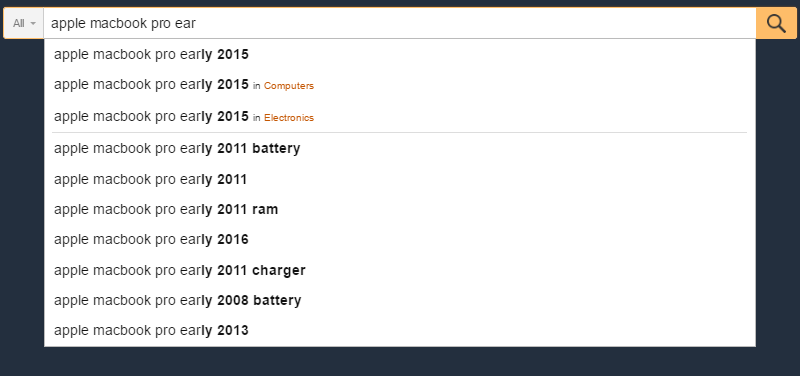 All apple macbook pro ear
apple macbook pro early 2015
apple macbook pro early 2015 in Computers
apple macbook pro early 2015 in Electronics
apple macbook pro early 2011 battery
apple macbook pro early 2011
apple macbook pro early 2011 ram
apple macbook pro early 2016
apple macbook pro early 2011 charger
apple macbook pro early 2008 battery
apple macbook pro early 2013